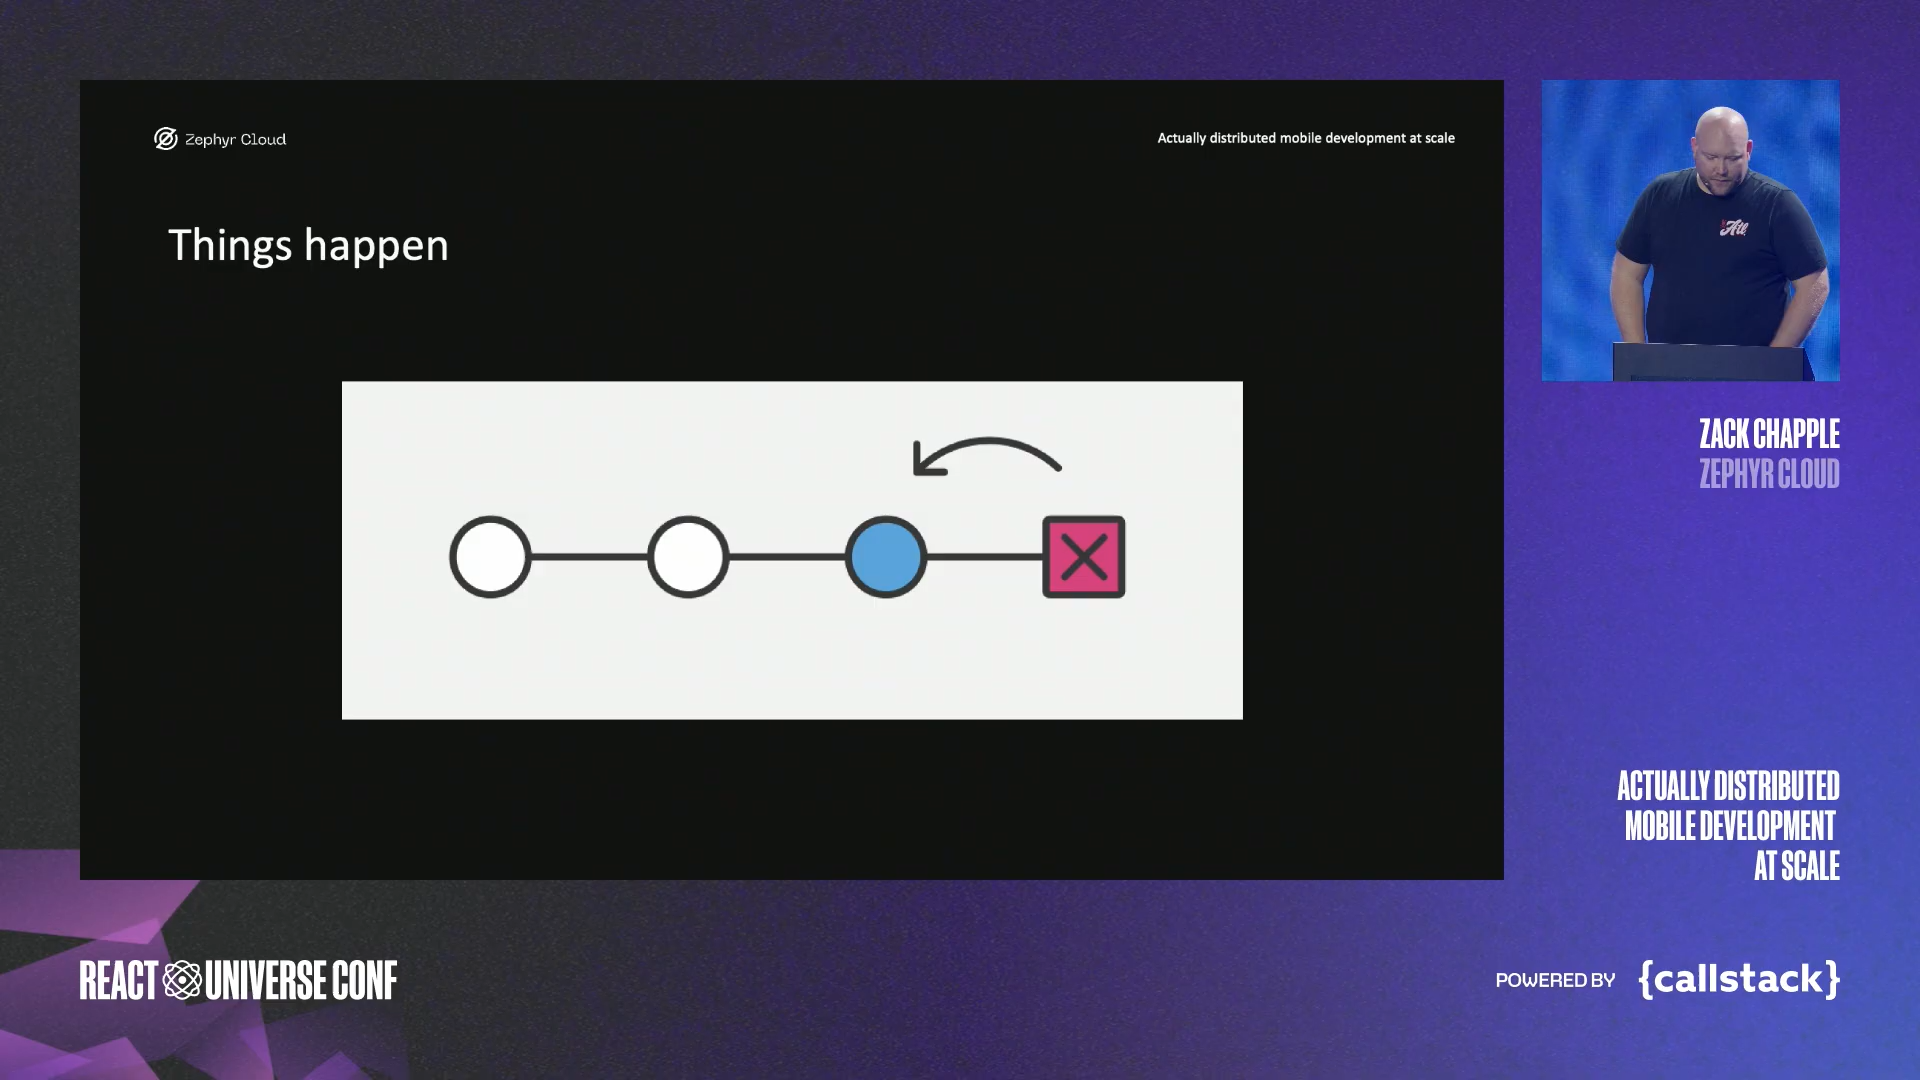 Zephyr Cloud
Actually distributed mobile development at scale
Things happen
Atl
ZACK CHAPPLE
ZEPHYR CLOUD
ACTUALLY DISTRIBUTED
MOBILE DEVELOPMENT
AT SCALE
REACT UNIVERSE CONF
POWERED BY {callstack}